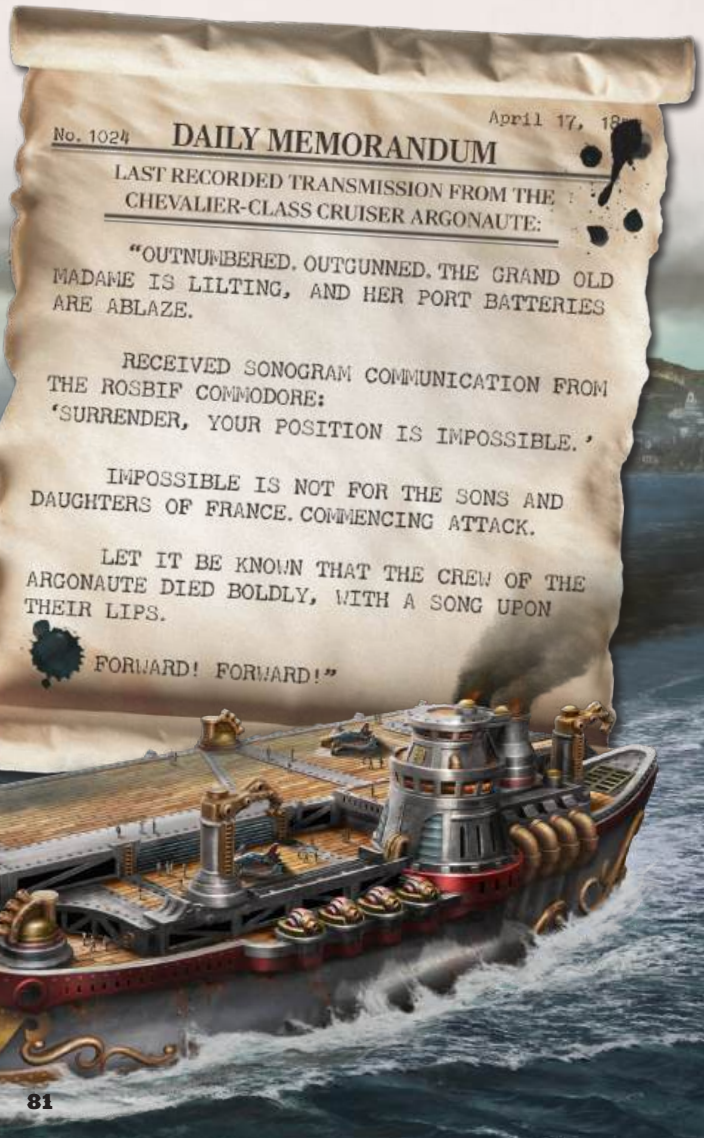 April 17, 18
No. 1024 DAILY MEMORANDUM
LAST RECORDED TRANSMISSION FROM THE
CHEVALIER-CLASS CRUISER ARGONAUTE:
"OUTNUMBERED. OUTGUNNED. THE GRAND OLD
MADAME IS LILTING, AND HER PORT BATTERIES
ARE ABLAZE.
RECEIVED SONOGRAM COMMUNICATION FROM
THE ROSBIF COMMODORE:
'SURRENDER, YOUR POSITION IS IMPOSSIBLE.'
IMPOSSIBLE IS NOT FOR THE SONS AND
DAUGHTERS OF FRANCE. COMMENCING ATTACK.
LET IT BE KNOWN THAT THE CREW OF THE
ARGONAUTE DIED BOLDLY, WITH A SONG UPON
THEIR LIPS.
FORWARD! FORWARD!"
81